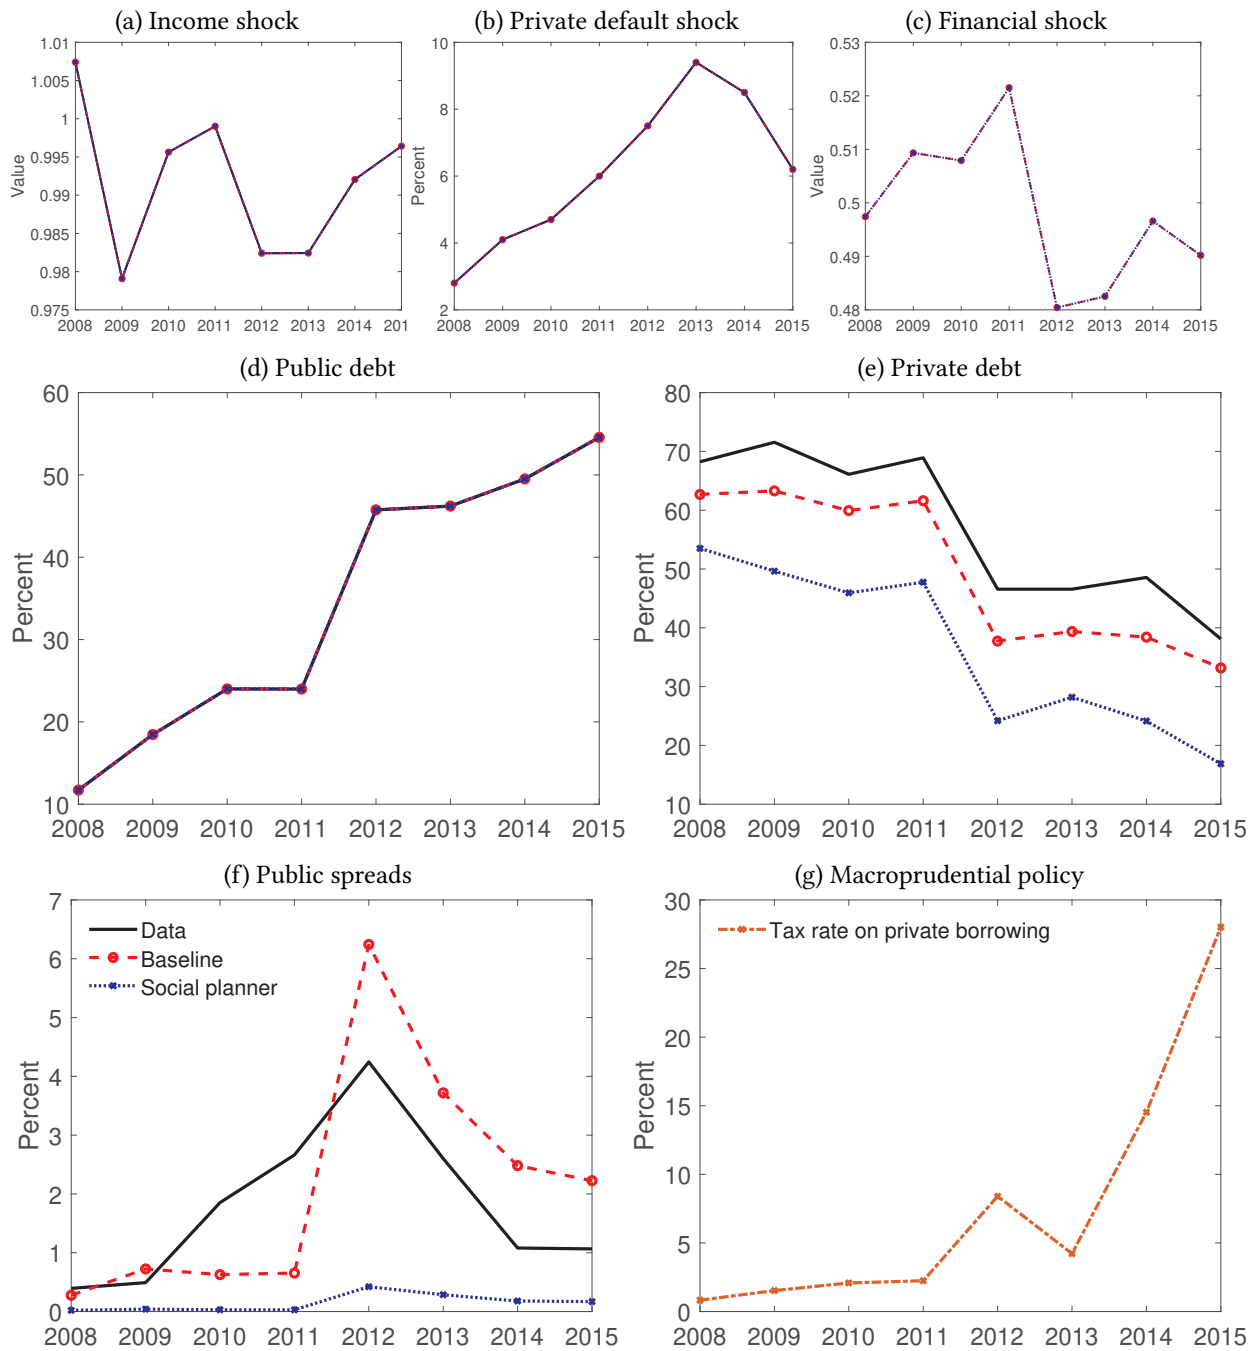 (a) Income shock
1.01
1.005
1
0.995
0.99
0.985
0.98
0.975
Value
2008 2009 2010 2011 2012 2013 2014 201
(b) Private default shock
10
8
6
4
2
Percent
2008 2009 2010 2011 2012 2013 2014 2015
(c) Financial shock
0.53
0.52
0.51
0.5
0.49
0.48
Value
2008 2009 2010 2011 2012 2013 2014 2015
(d) Public debt
60
50
40
30
20
10
Percent
2008 2009 2010 2011 2012 2013 2014 2015
(e) Private debt
80
70
60
50
40
30
20
10
Percent
2008 2009 2010 2011 2012 2013 2014 2015
(f) Public spreads
7
6
5
4
3
2
1
0
Percent
Data
Baseline
Social planner
2008 2009 2010 2011 2012 2013 2014 2015
(g) Macroprudential policy
30
25
20
15
10
5
0
Percent
Tax rate on private borrowing
2008 2009 2010 2011 2012 2013 2014 2015